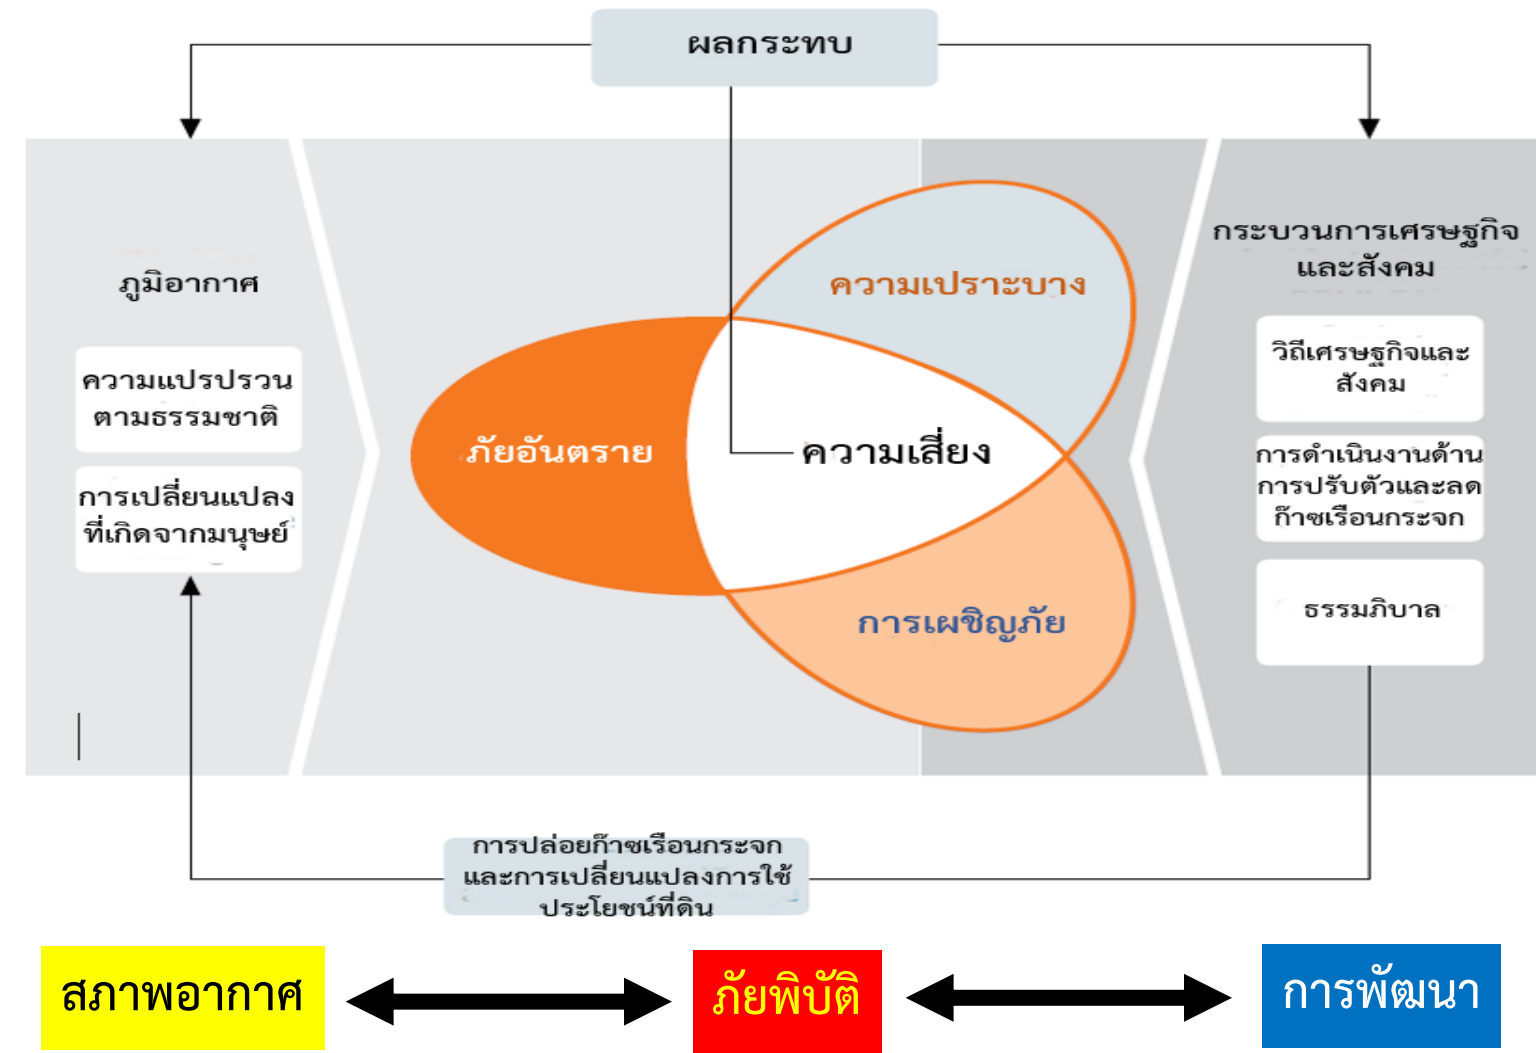 ผลกระทบ
ภูมิอากาศ
ความแปรปรวน
ตามธรรมชาติ
การเปลี่ยนแปลง
ที่เกิดจากมนุษย์
ความเปราะบาง
ภัยอันตราย
ความเสี่ยง
การเผชิญภัย
กระบวนการเศรษฐกิจ
และสังคม
วิถีเศรษฐกิจและ
สังคม
การดำเนินงานด้าน
การปรับตัวและลด
ก๊าซเรือนกระจก
ธรรมภิบาล
การปล่อยก๊าซเรือนกระจก
และการเปลี่ยนแปลงการใช้
ประโยชน์ที่ดิน
สภาพอากาศ
ภัยพิบัติ
การพัฒนา